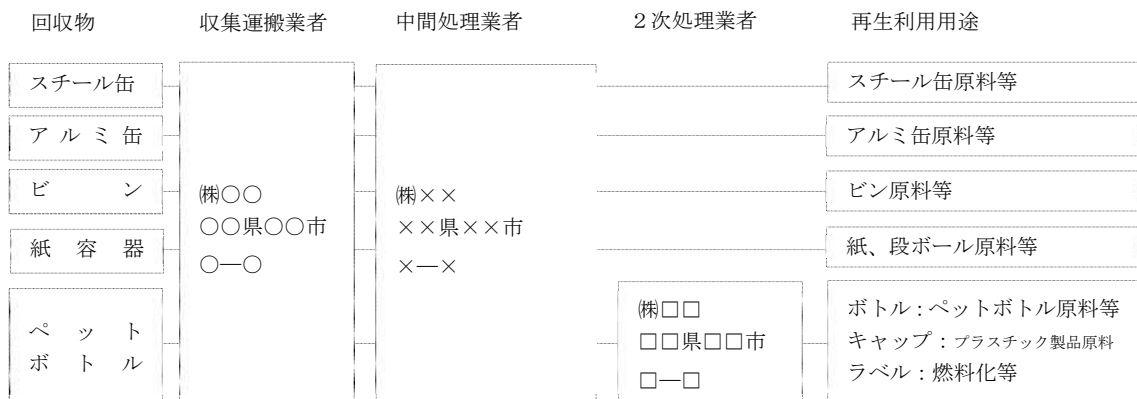 回収物 収集運搬業者 中間処理業者 2次処理業者 再生利用用途
スチール缶 スチール缶原料等
アルミ缶 アルミ缶原料等
ビン ビン原料等
㈱○○
○○県○○市
○―○
㈱××
××県××市
×―×
紙容器 紙、段ボール原料等
ペット
ボトル
㈱□□
□□県□□市
□―□
ボトル：ペットボトル原料等
キャップ：プラスチック製品原料
ラベル：燃料化等